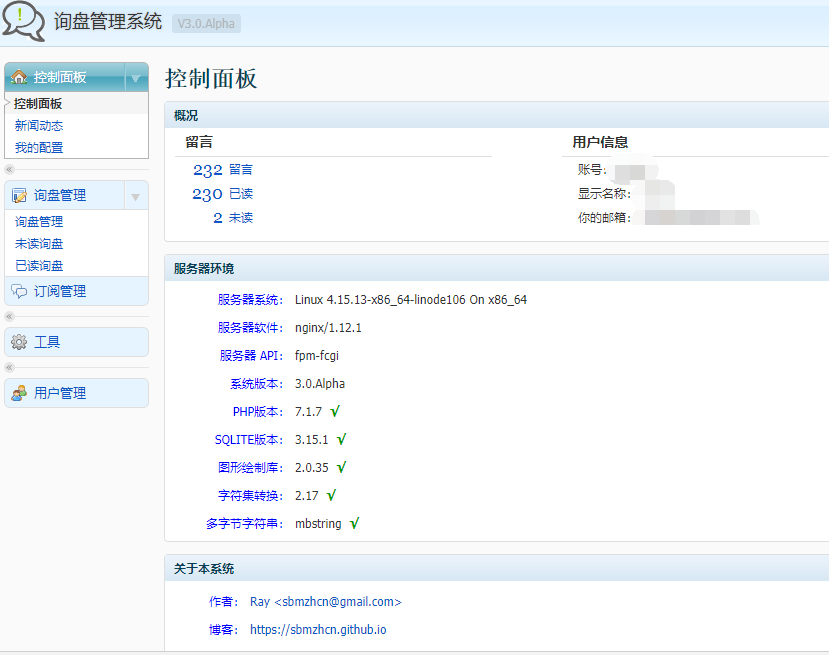 询盘管理系统 V3.0.Alpha
控制面板
控制面板
新闻动态
我的配置
询盘管理
询盘管理
未读询盘
已读询盘
订阅管理
工具
用户管理
控制面板
概况
留言
232 留言
230 已读
2 未读
用户信息
账号:
显示名称:
你的邮箱:
服务器环境
服务器系统: Linux 4.15.13-x86_64-linode106 On x86_64
服务器软件: nginx/1.12.1
服务器 API: fpm-fcgi
系统版本: 3.0.Alpha
PHP版本: 7.1.7 √
SQLITE版本: 3.15.1 √
图形绘制库: 2.0.35 √
字符集转换: 2.17 √
多字节字符串: mbstring √
关于本系统
作者: Ray <sbmzhcn@gmail.com>
博客: https://sbmzhcn.github.io